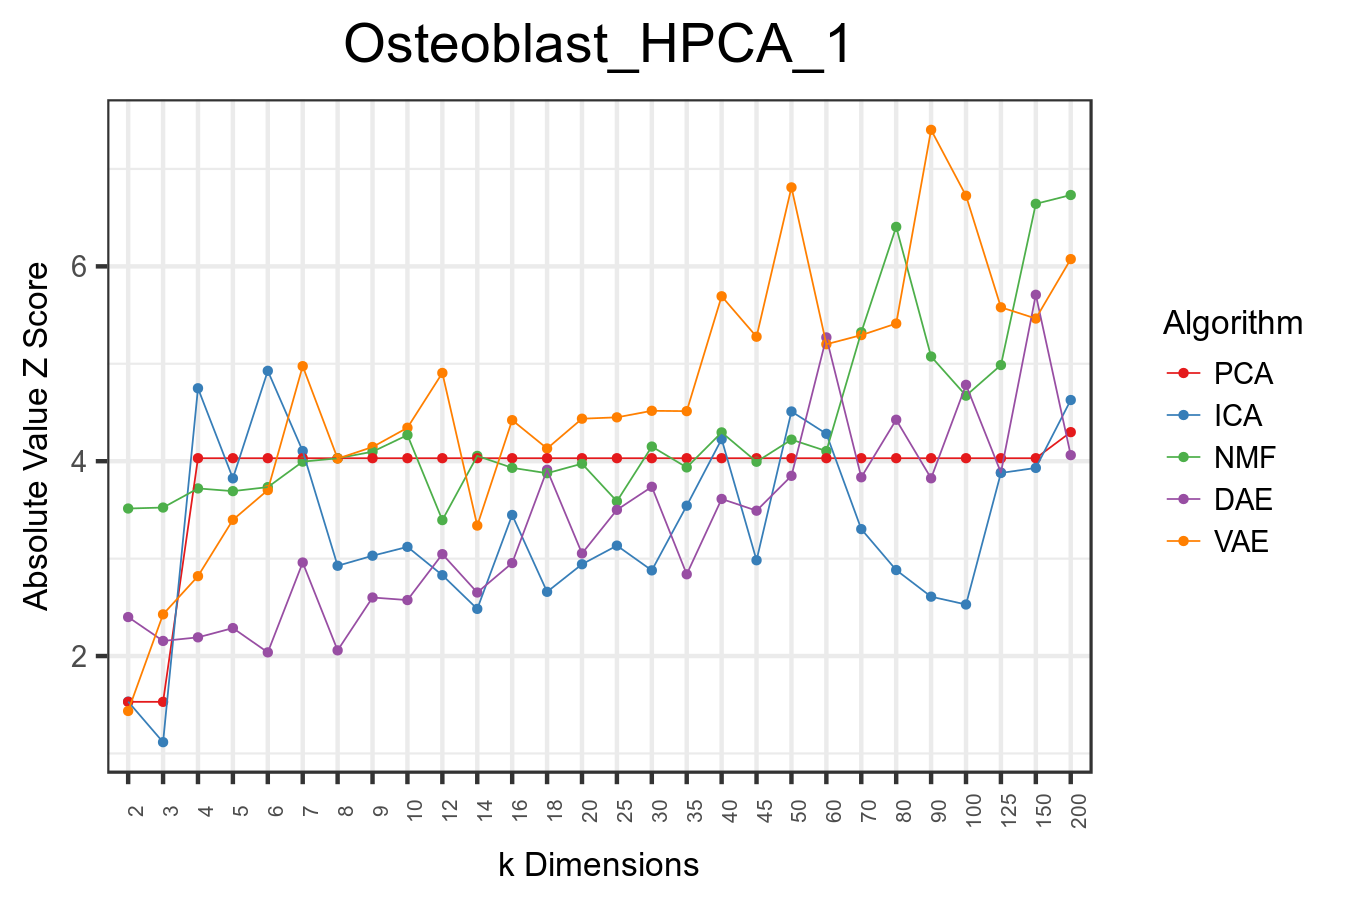 Osteoblast_HPCA_1
Absolute Value Z Score
6
4
2
2 3 4 5 6 7 8 9 10 12 14 16 18 20 25 30 35 40 45 50 60 70 80 90 100 125 150 200
k Dimensions
Algorithm
PCA
ICA
NMF
DAE
VAE